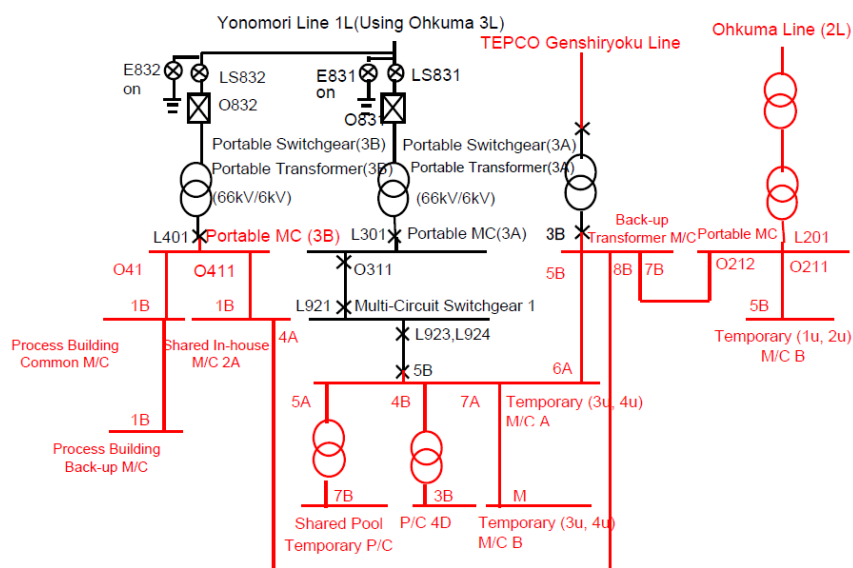 Yonomori Line 1L(Using Ohkuma 3L)
TEPCO Genshiryoku Line
Ohkuma Line (2L)
E832
on
LS832
O832
E831
on
LS831
O831
Portable Switchgear(3B)
Portable Switchgear(3A)
Portable Transformer(3B)
Portable Transformer(3A)
(66kV/6kV)
(66kV/6kV)
L401
Portable MC (3B)
L301
Portable MC(3A)
3B
Back-up
Transformer M/C
Portable MC
L201
O41
O411
O311
5B
8B
7B
O212
O211
1B
1B
L921
Multi-Circuit Switchgear 1
5B
Process Building
Common M/C
Shared In-house
M/C 2A
4A
L923,L924
Temporary (1u, 2u)
M/C B
5B
6A
5A
4B
7A
Temporary (3u, 4u)
M/C A
1B
Process Building
Back-up M/C
7B
3B
M
Shared Pool
Temporary P/C
P/C 4D
Temporary (3u, 4u)
M/C B